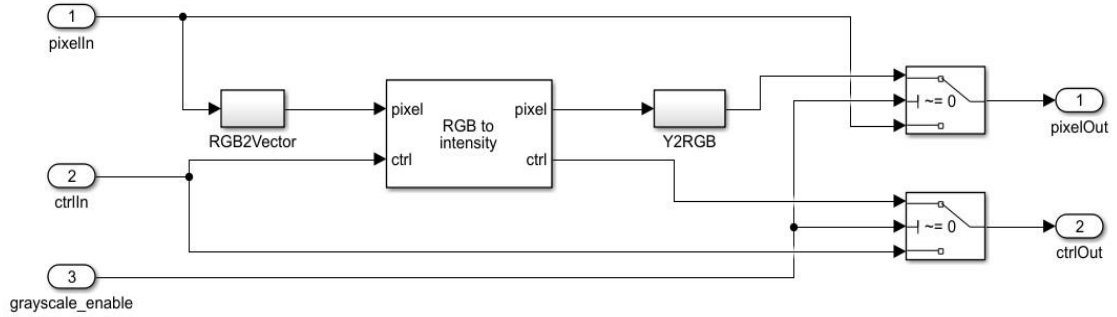 1
pixelIn
RGB2Vector
pixel
ctrl
RGB to
intensity
pixel
ctrl
Y2RGB
~= 0
1
pixelOut
2
ctrlIn
~= 0
2
ctrlOut
3
grayscale_enable